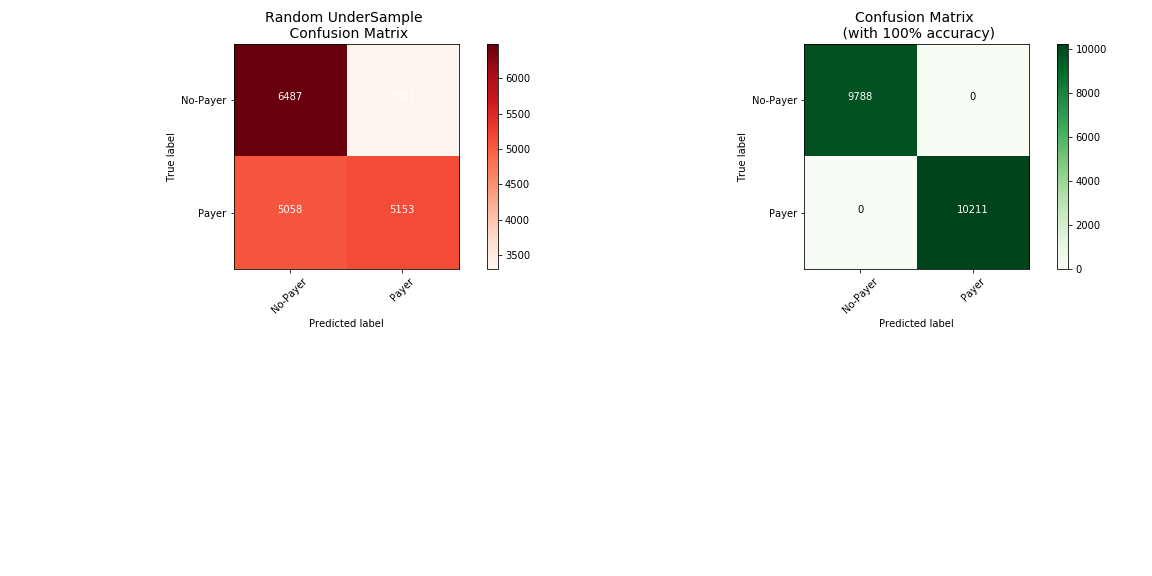 Random UnderSample
Confusion Matrix
6487
5058
5153
No-Payer
Payer
True label
No-Payer
Payer
Predicted label
6000
5500
5000
4500
4000
3500
Confusion Matrix
(with 100% accuracy)
9788
0
0
10211
No-Payer
Payer
True label
No-Payer
Payer
Predicted label
10000
8000
6000
4000
2000
0